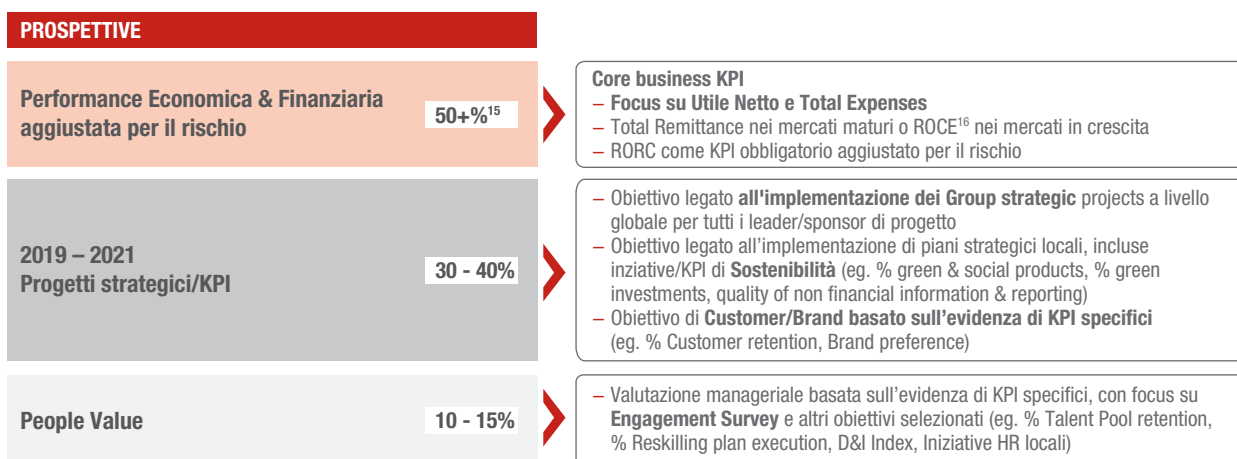 PROSPETTIVE
Performance Economica & Finanziaria
aggiustata per il rischio
50+%15
Core business KPI
– Focus su Utile Netto e Total Expenses
– Total Remittance nei mercati maturi o ROCE16 nei mercati in crescita
– RORC come KPI obbligatorio aggiustato per il rischio
2019 – 2021
Progetti strategici/KPI
30 - 40%
– Obiettivo legato all'implementazione dei Group strategic projects a livello
globale per tutti i leader/sponsor di progetto
– Obiettivo legato all’implementazione di piani strategici locali, incluse
inziative/KPI di Sostenibilità (eg. % green & social products, % green
investments, quality of non financial information & reporting)
– Obiettivo di Customer/Brand basato sull’evidenza di KPI specifici
(eg. % Customer retention, Brand preference)
People Value
10 - 15%
– Valutazione manageriale basata sull’evidenza di KPI specifici, con focus su
Engagement Survey e altri obiettivi selezionati (eg. % Talent Pool retention,
% Reskilling plan execution, D&I Index, Iniziative HR locali)